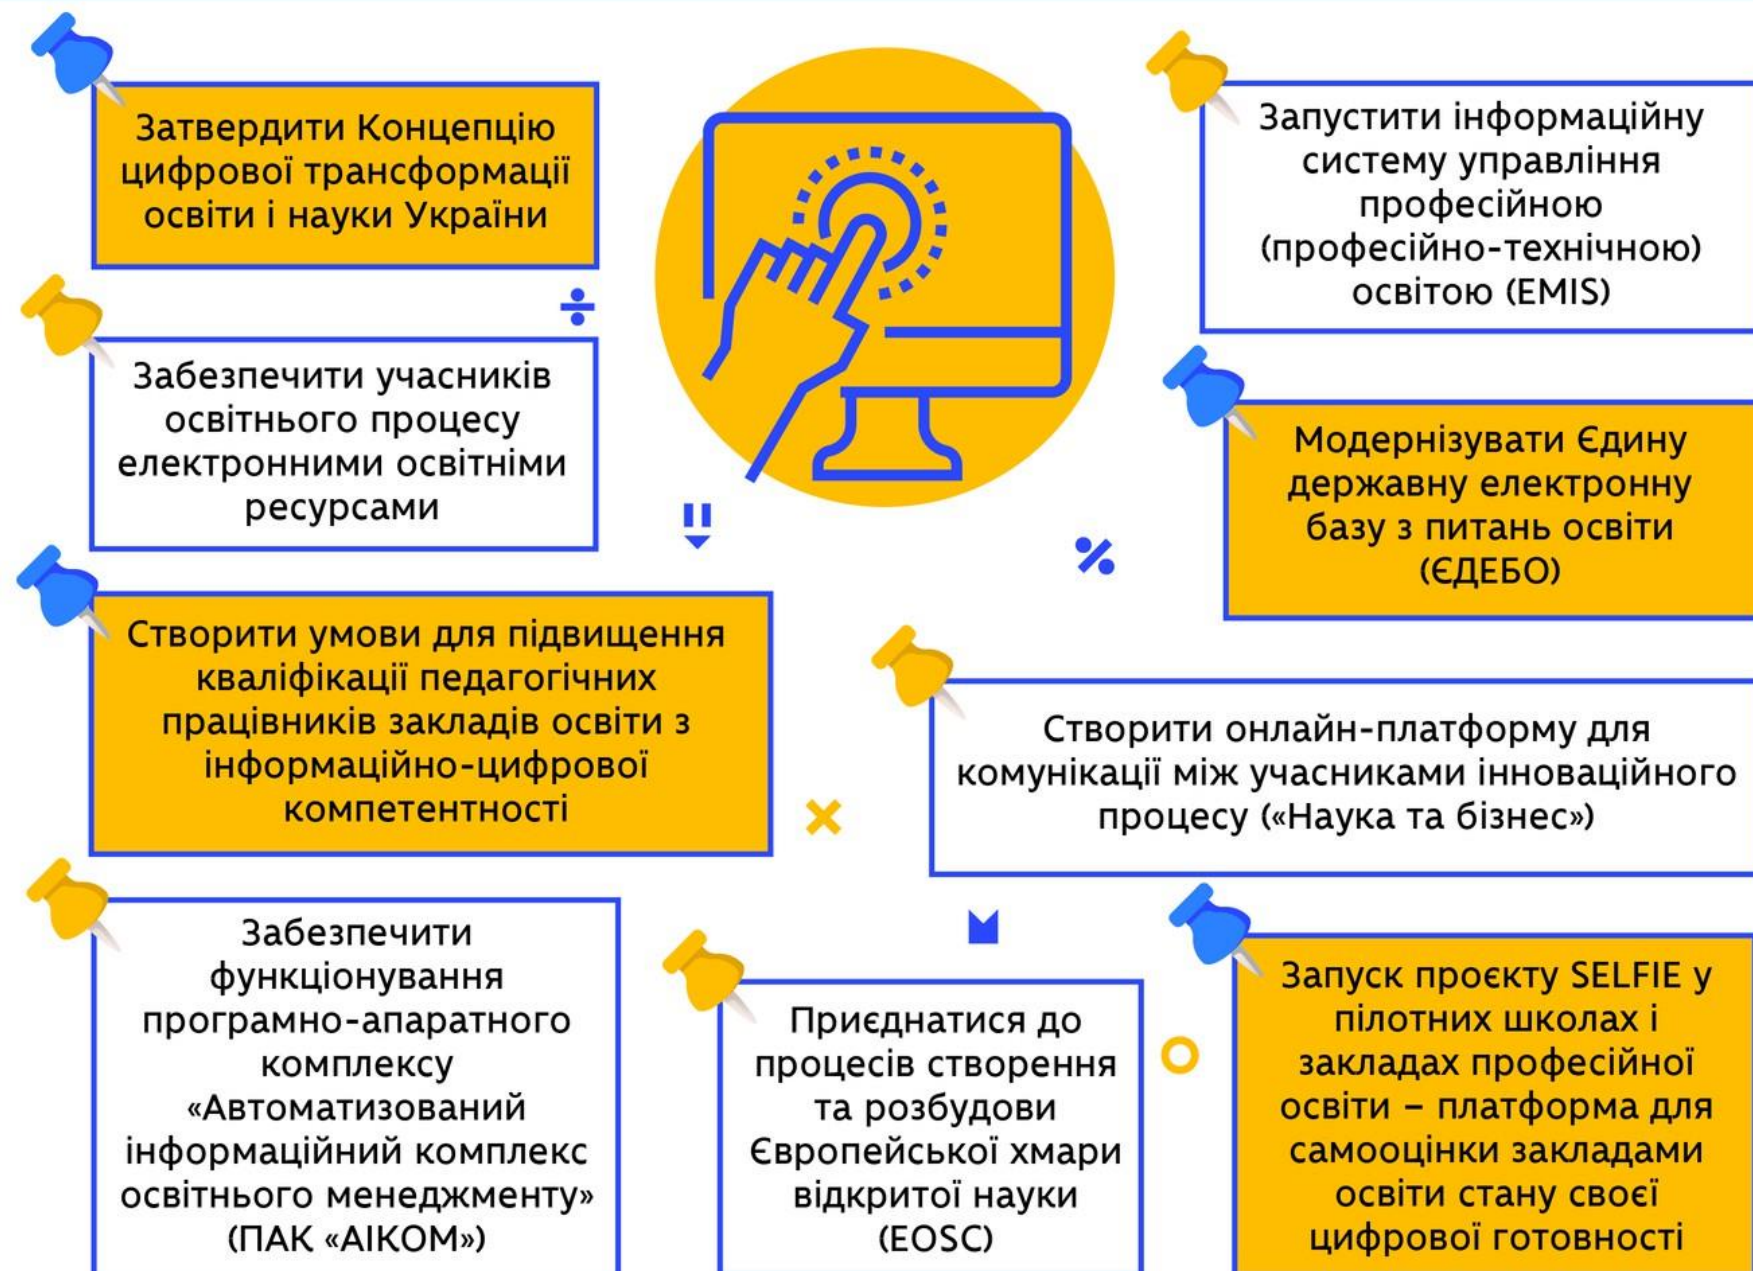 Затвердити Концепцію
цифрової трансформації
освіти і науки України
Забезпечити учасників
освітнього процесу
електронними освітніми
ресурсами
Створити умови для підвищення
кваліфікації педагогічних
працівників закладів освіти з
інформаційно-цифрової
компетентності
Забезпечити
функціонування
програмно-апаратного
комплексу
«Автоматизований
інформаційний комплекс
освітнього менеджменту»
(ПАК «АІКОМ»)
Запустити інформаційну
систему управління
професійною
(професійно-технічною)
освітою (EMIS)
Модернізувати Єдину
державну електронну
базу з питань освіти
(ЄДЕБО)
Створити онлайн-платформу для
комунікації між учасниками інноваційного
процесу («Наука та бізнес»)
Приєднатися до
процесів створення
та розбудови
Європейської хмари
відкритої науки
(EOSC)
Запуск проєкту SELFIE у
пілотних школах і
закладах професійної
освіти – платформа для
самооцінки закладами
освіти стану своєї
цифрової готовності